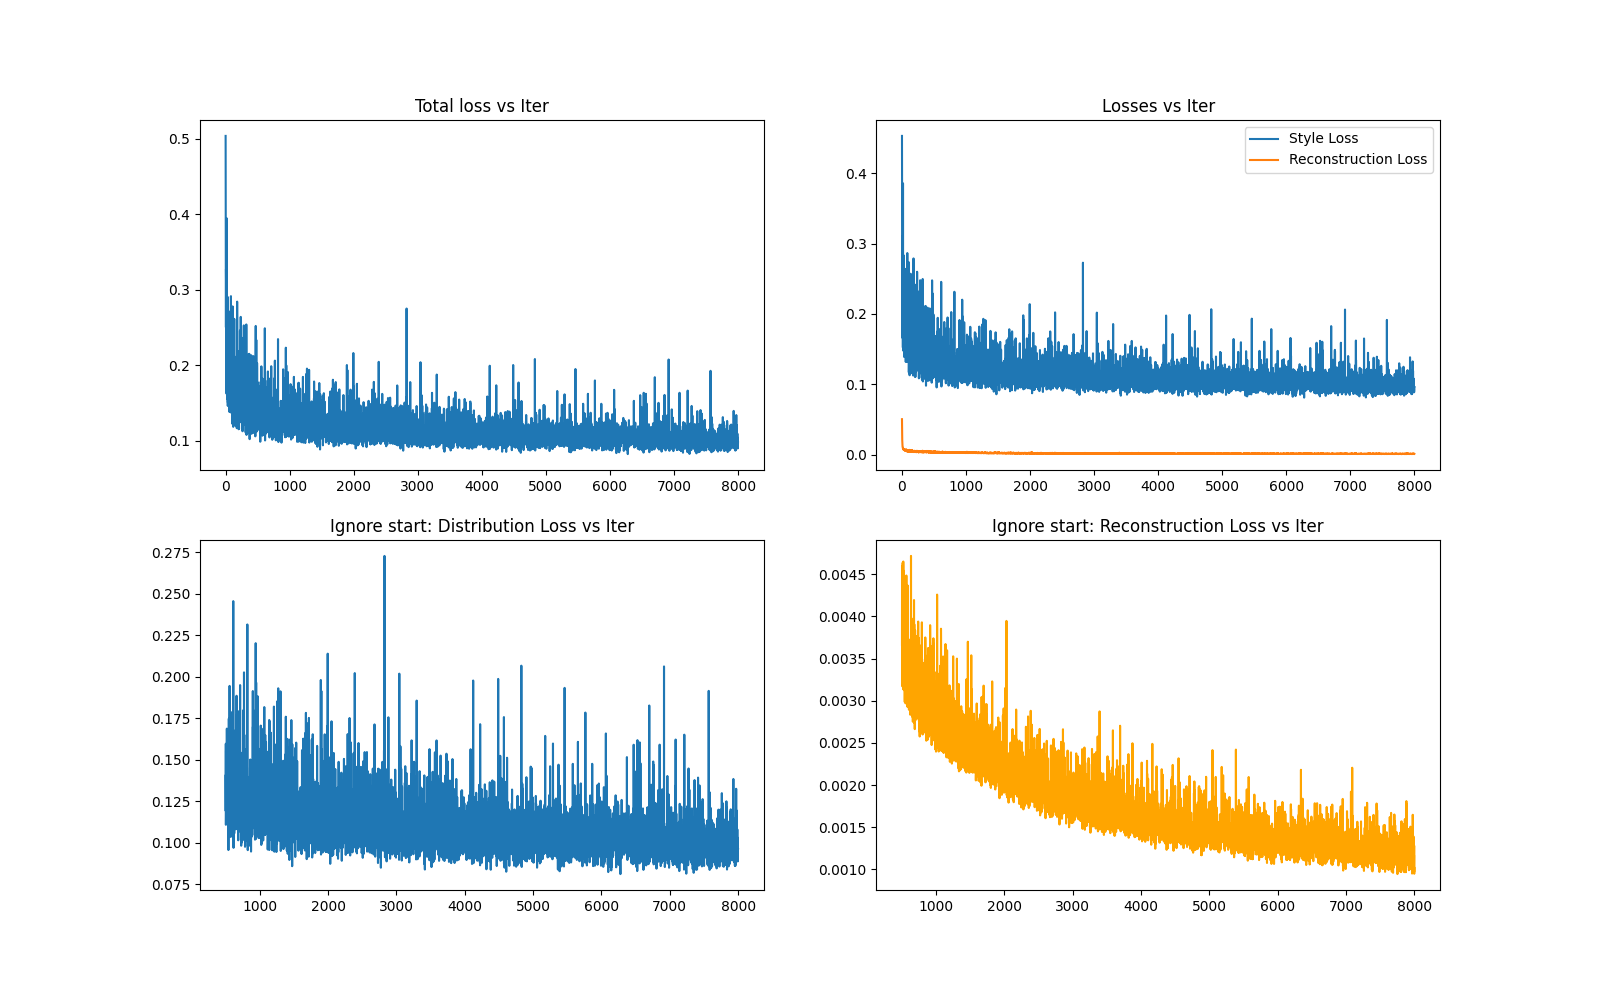 Total loss vs Iter
0.5
0.4
0.3
0.2
0.1
0 1000 2000 3000 4000 5000 6000 7000 8000
Losses vs Iter
Style Loss
Reconstruction Loss
0.4
0.3
0.2
0.1
0.0
0 1000 2000 3000 4000 5000 6000 7000 8000
Ignore start: Distribution Loss vs Iter
0.275
0.250
0.225
0.200
0.175
0.150
0.125
0.100
0.075
1000 2000 3000 4000 5000 6000 7000 8000
Ignore start: Reconstruction Loss vs Iter
0.0045
0.0040
0.0035
0.0030
0.0025
0.0020
0.0015
0.0010
1000 2000 3000 4000 5000 6000 7000 8000